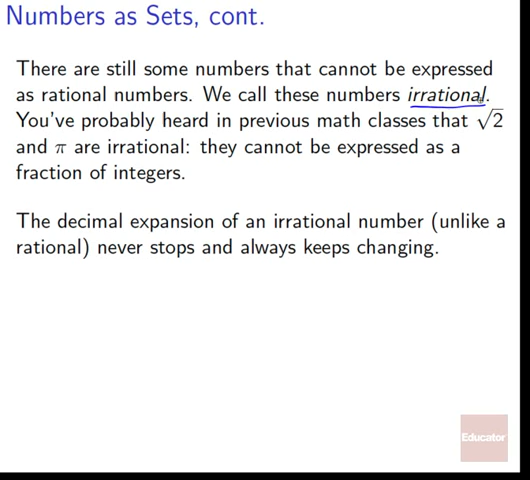 Numbers as Sets, cont.
There are still some numbers that cannot be expressed
as rational numbers. We call these numbers irrational.
You've probably heard in previous math classes that √2
and π are irrational: they cannot be expressed as a
fraction of integers.
The decimal expansion of an irrational number (unlike a
rational) never stops and always keeps changing.
Educator